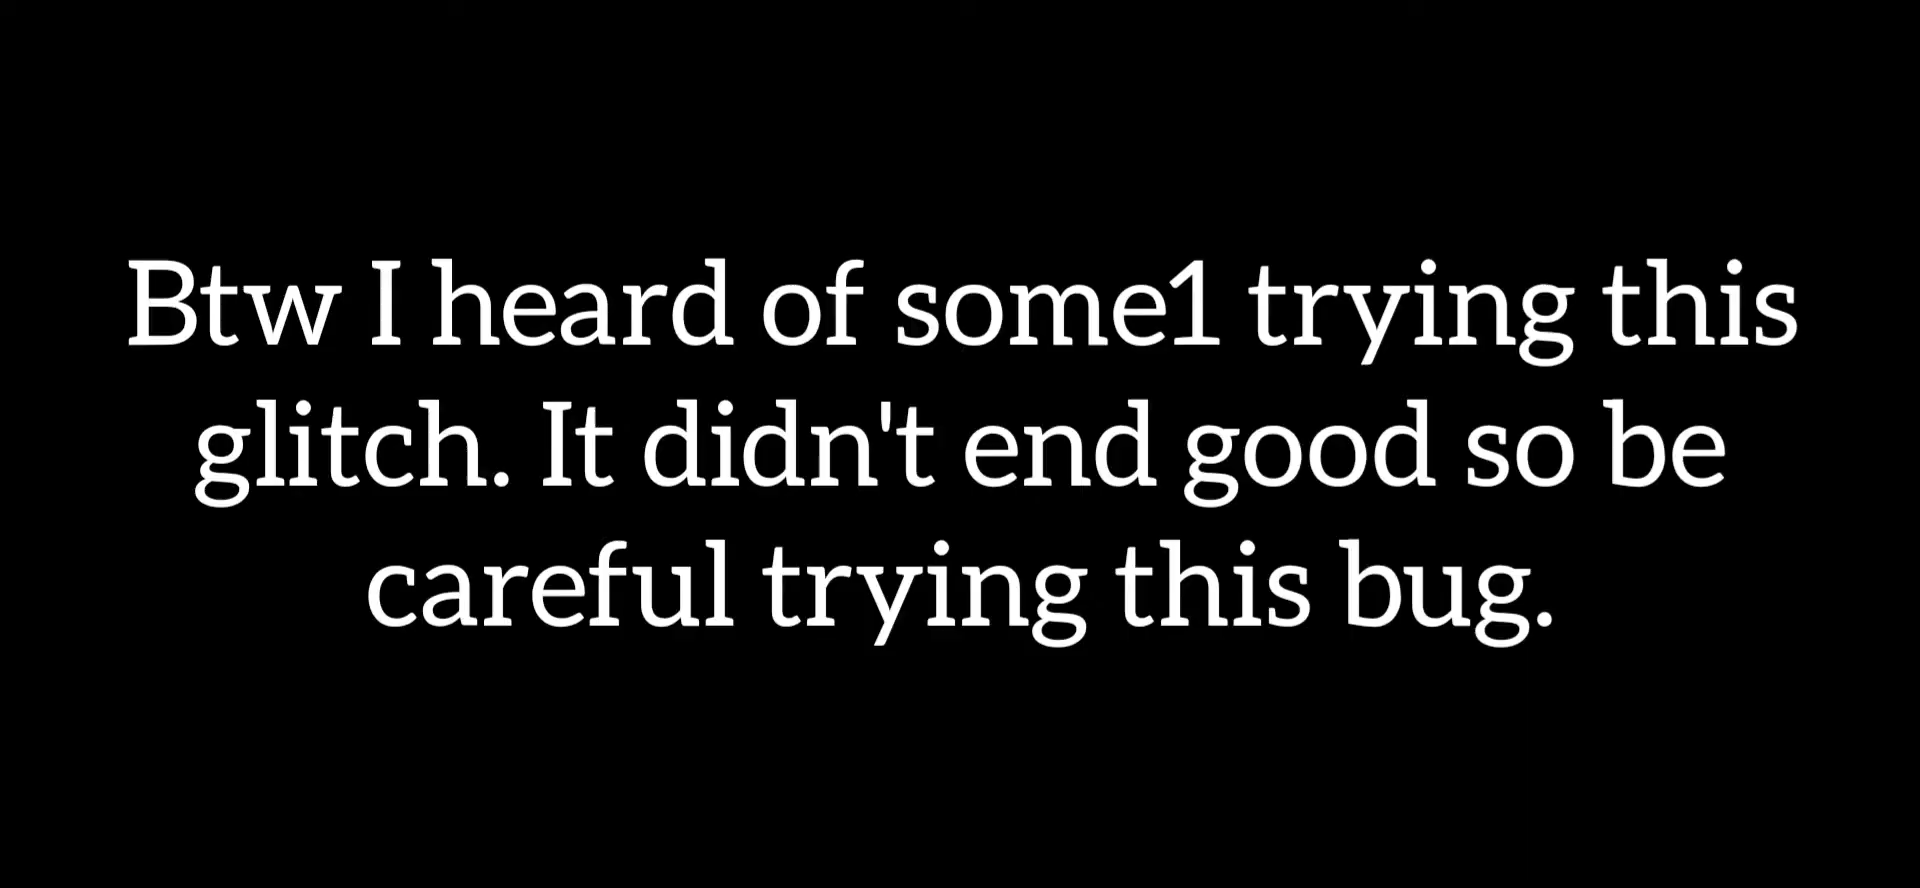 Btw I heard of some1 trying this
glitch. It didn't end good so be
careful trying this bug.